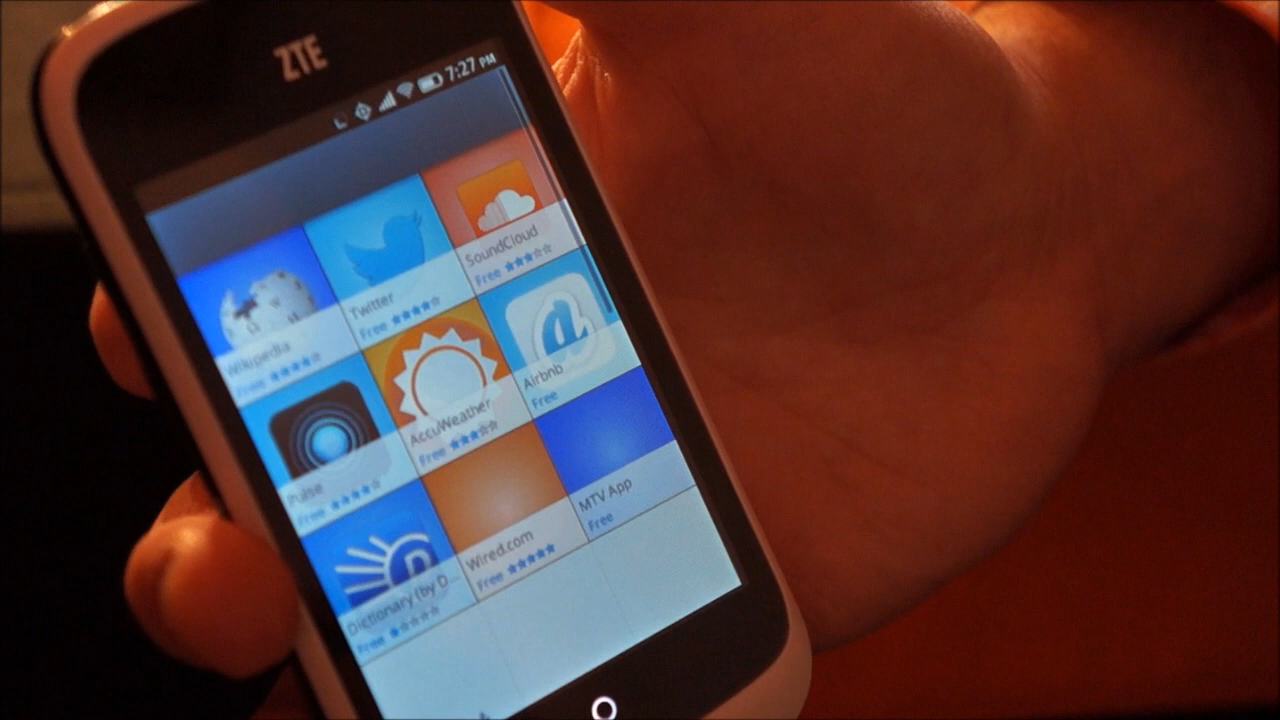 ZTE
7:27 PM
Wikipedia
Free
Twitter
Free
SoundCloud
Free
Pulse
Free
AccuWeather
Free
Airbnb
Free
Dictionary (by D...
Free
Wired.com
Free
MTV App
Free